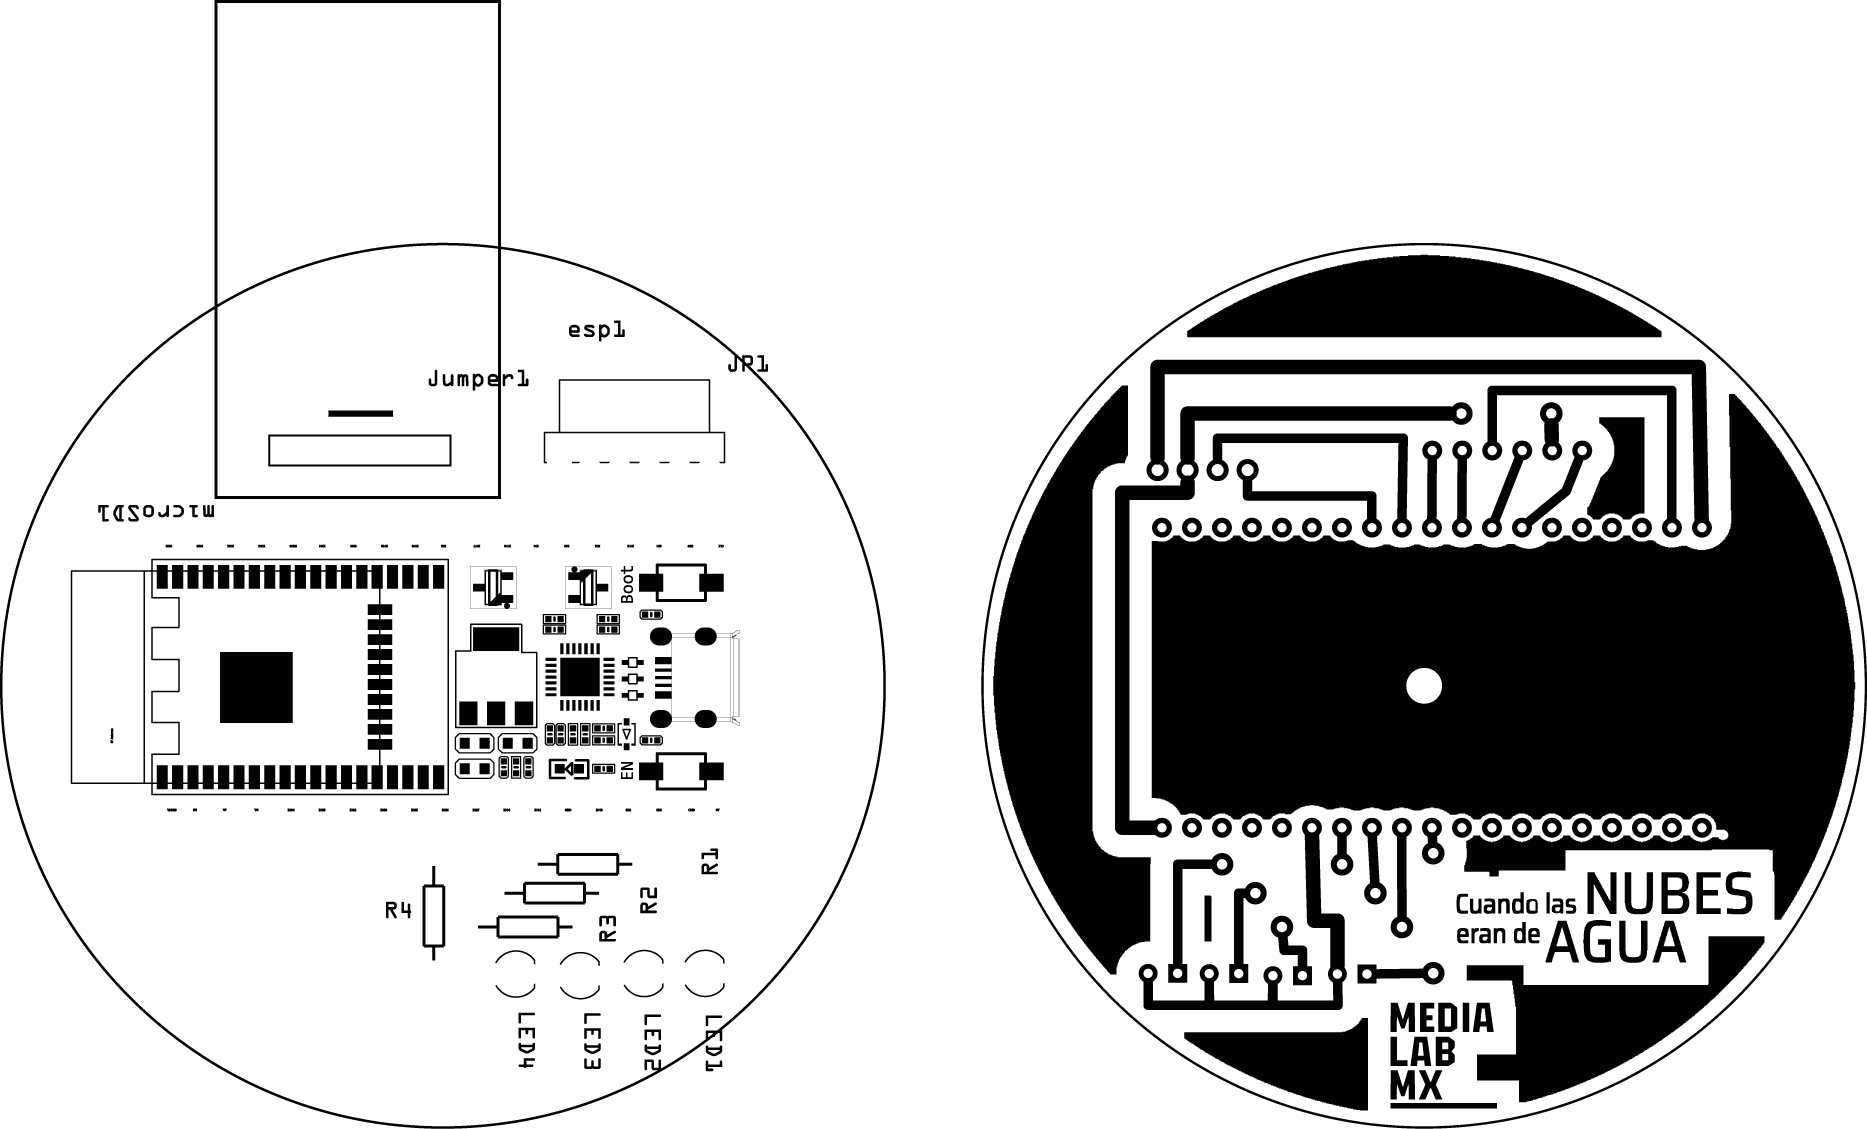 esp1
JP1
Jumper1
microSD1
Boot
EN
R1
R2
R3
R4
LED4
LED3
LED2
LED1
Cuando las NUBES
eran de AGUA
MEDIA
LAB
MX